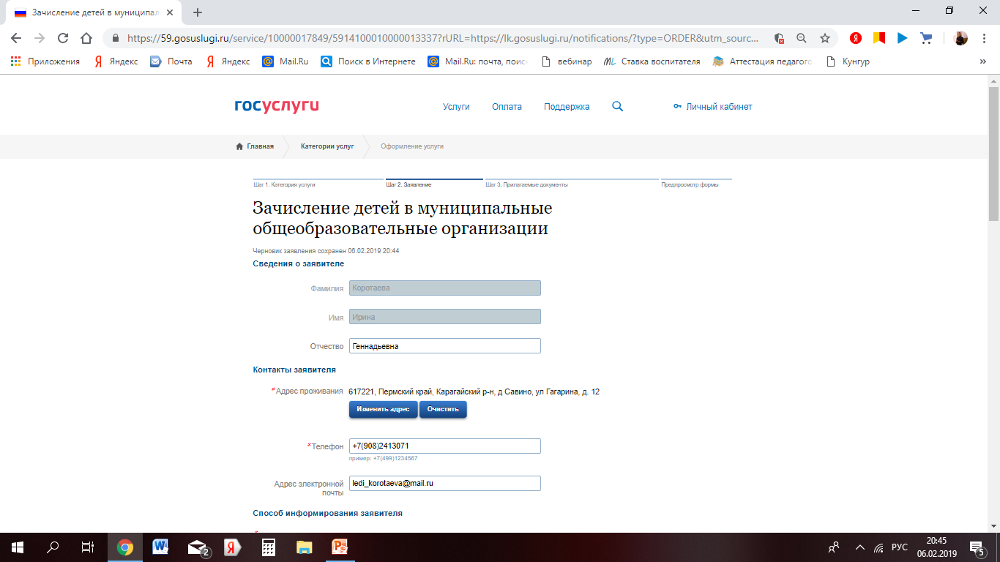 Зачисление детей в муниципал
https://59.gosuslugi.ru/service/10000017849/5914100010000013337?rURL=https://lk.gosuslugi.ru/notifications/?type=ORDER&utm_sourc...
Приложения Яндекс Почта Яндекс Mail.Ru Поиск в Интернете Mail.Ru: почта, поиск вебинар Ставка воспитателя Аттестация педагого Кунгур
госуслуги Услуги Оплата Поддержка Личный кабинет
Главная Категории услуг Оформление услуги
Шаг 1. Категория услуги Шаг 2. Заявление Шаг 3. Прилагаемые документы Предпросмотр формы
Зачисление детей в муниципальные
общеобразовательные организации
Черновик заявления сохранен 06.02.2019 20:44
Сведения о заявителе
Фамилия Коротаева
Имя Ирина
Отчество Геннадьевна
Контакты заявителя
*Адрес проживания 617221, Пермский край, Карагайский р-н, д Савино, ул Гагарина, д. 12
Изменить адрес Очистить
*Телефон +7(908)2413071
пример: +7(499)1234567
Адрес электронной ledi_korotaeva@mail.ru
почты
Способ информирования заявителя
2 РУС 20:45
06.02.2019 5